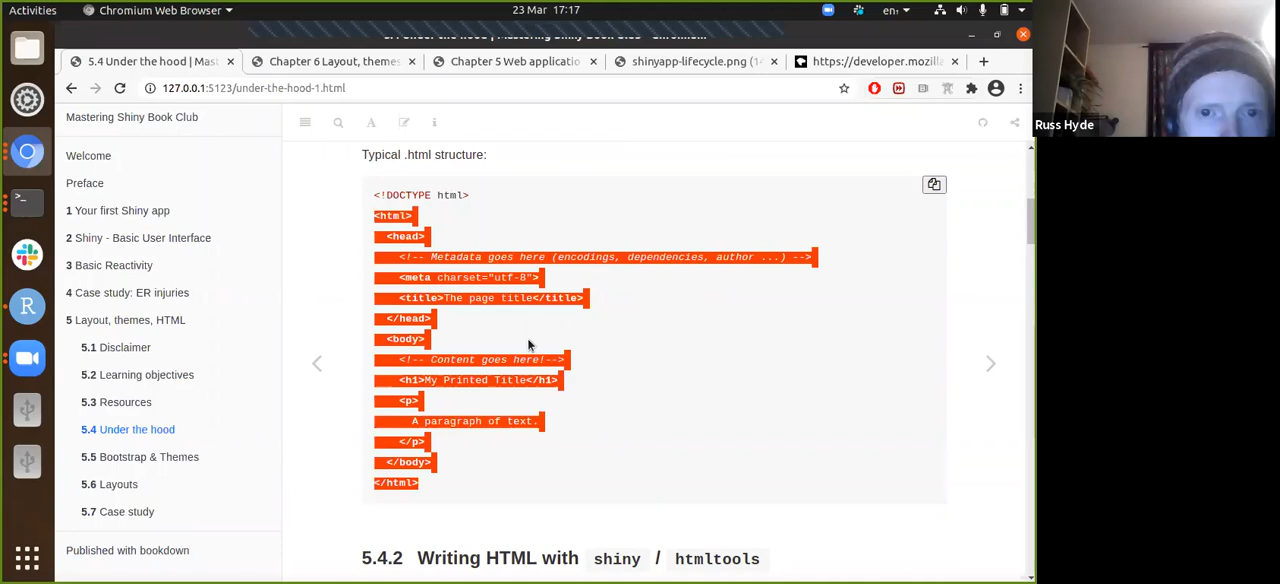 Activities
Chromium Web Browser
23 Mar 17:17
en₁
5.4 Under the hood | Mast
Chapter 6 Layout, themes
Chapter 5 Web applicatio
shinyapp-lifecycle.png (14
https://developer.mozilla
127.0.0.1:5123/under-the-hood-1.html
Russ Hyde
Mastering Shiny Book Club
Welcome
Preface
1 Your first Shiny app
2 Shiny - Basic User Interface
3 Basic Reactivity
4 Case study: ER injuries
5 Layout, themes, HTML
5.1 Disclaimer
5.2 Learning objectives
5.3 Resources
5.4 Under the hood
5.5 Bootstrap & Themes
5.6 Layouts
5.7 Case study
Published with bookdown
Typical .html structure:
<!DOCTYPE html>
<html>
<head>
<!-- Metadata goes here (encodings, dependencies, author ...) -->
<meta charset="utf-8">
<title>The page title</title>
</head>
<body>
<!-- Content goes here!-->
<h1>My Printed Title</h1>
<p>
A paragraph of text.
</p>
</body>
</html>
5.4.2 Writing HTML with shiny / htmltools